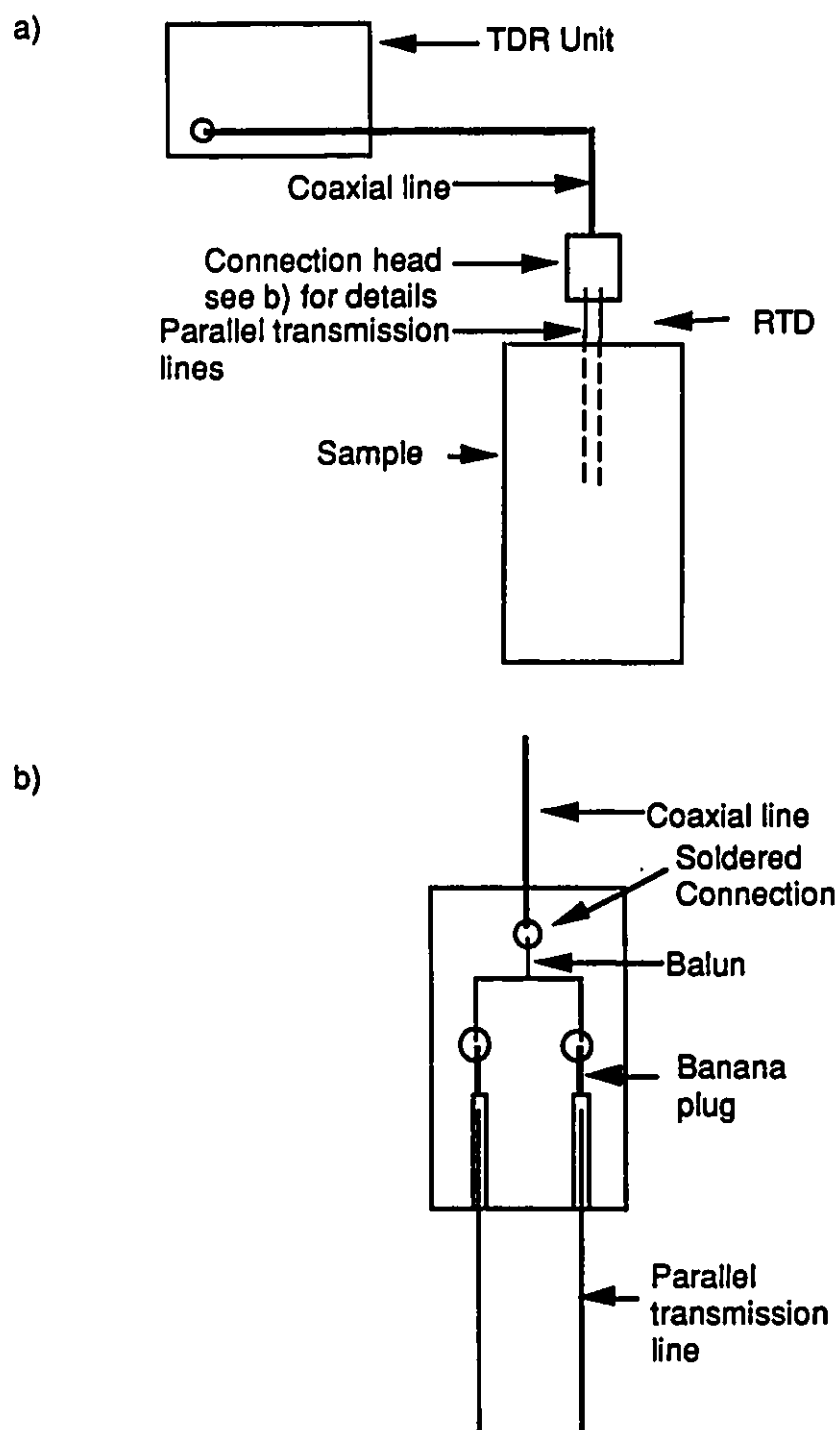 a)
TDR Unit
Coaxial line
Connection head
see b) for details
Parallel transmission
lines
RTD
Sample
b)
Coaxial line
Soldered
Connection
Balun
Banana
plug
Parallel
transmission
line